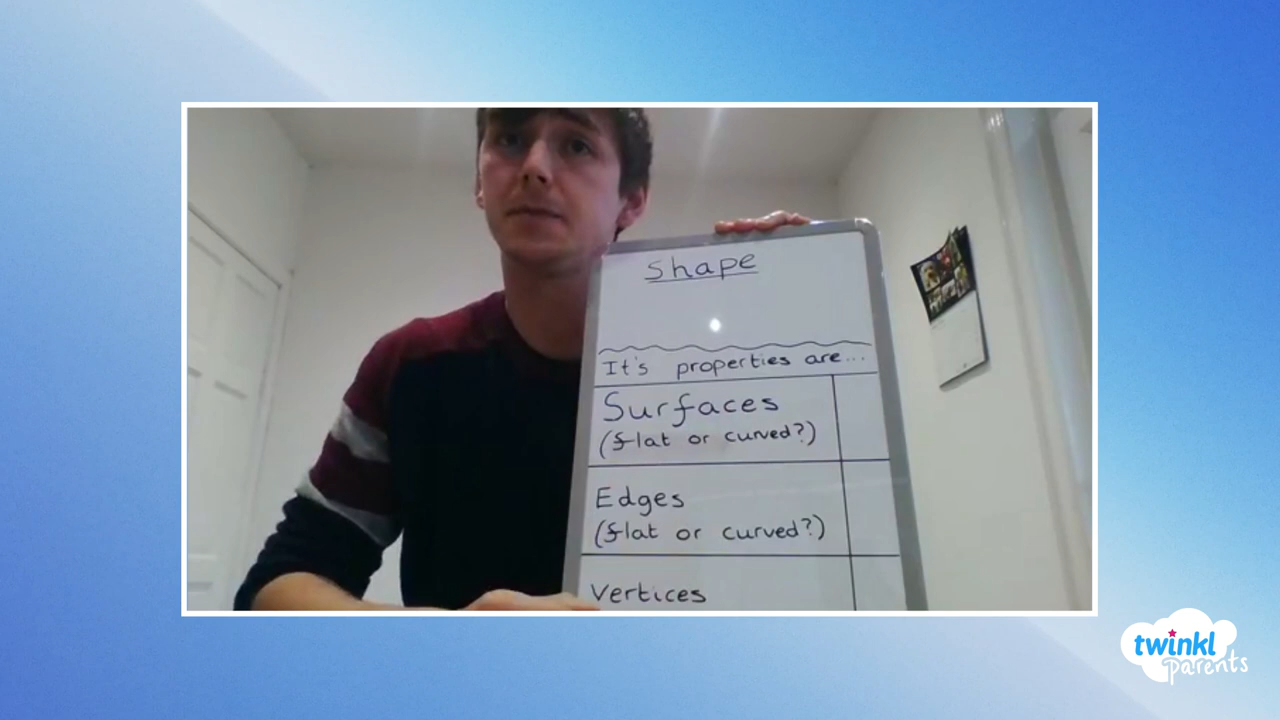 Shape
It's properties are...
Surfaces
(flat or curved?)
Edges
(flat or curved?)
Vertices
twinkl
parents